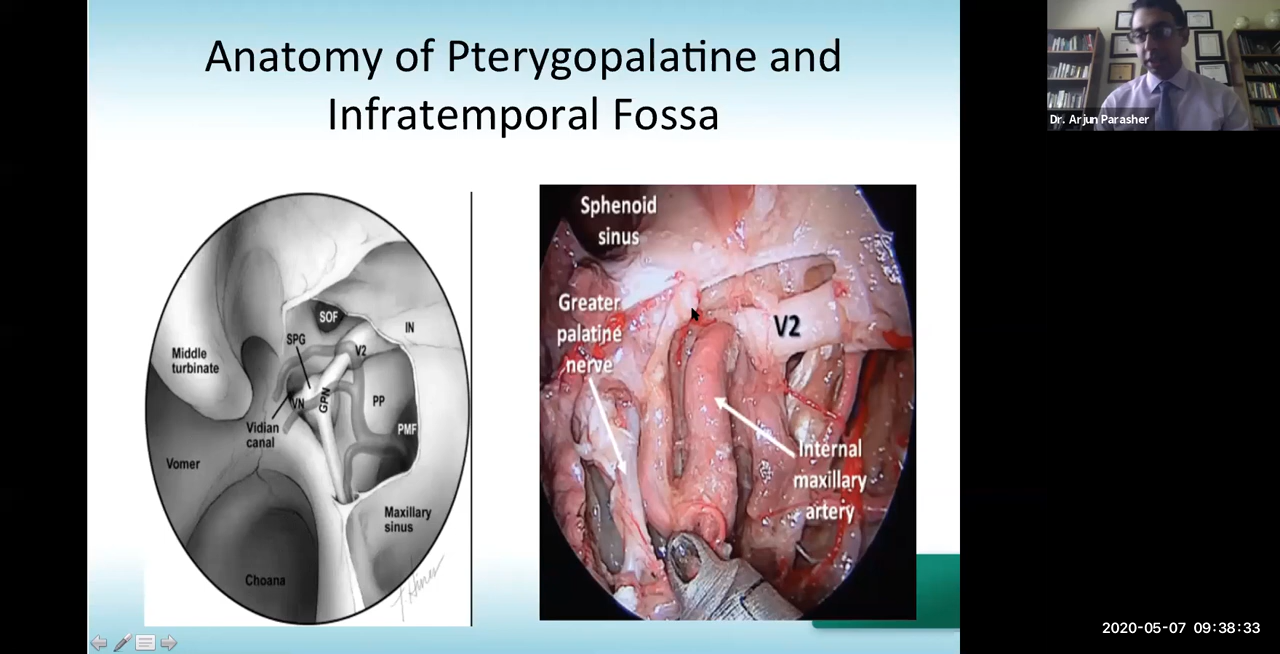 Anatomy of Pterygopalatine and
Infratemporal Fossa
SOF
IN
SPG
V2
Middle
turbinate
VN
GPN
PP
Vidian
canal
PMF
Vomer
Maxillary
sinus
Choana
Sphenoid
sinus
Greater
palatine
nerve
V2
Internal
maxillary
artery
Dr. Arjun Parasher
2020-05-07 09:38:33